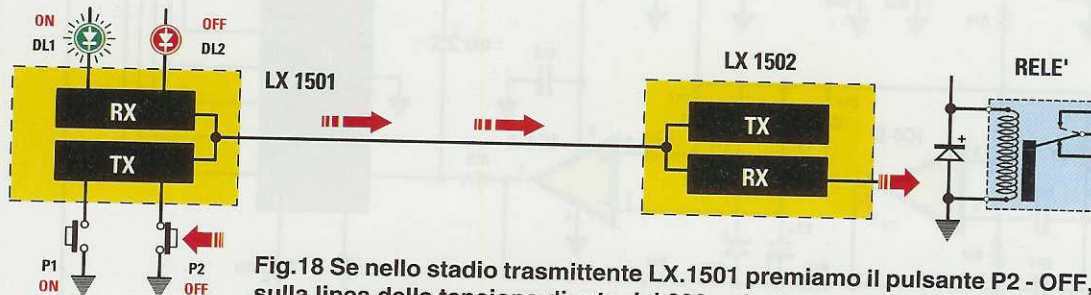 ON
DL1
OFF
DL2
LX 1501
RX
TX
P1
ON
P2
OFF
LX 1502
TX
RX
RELE'
Fig.18 Se nello stadio trasmittente LX.1501 premiamo il pulsante P2 - OFF